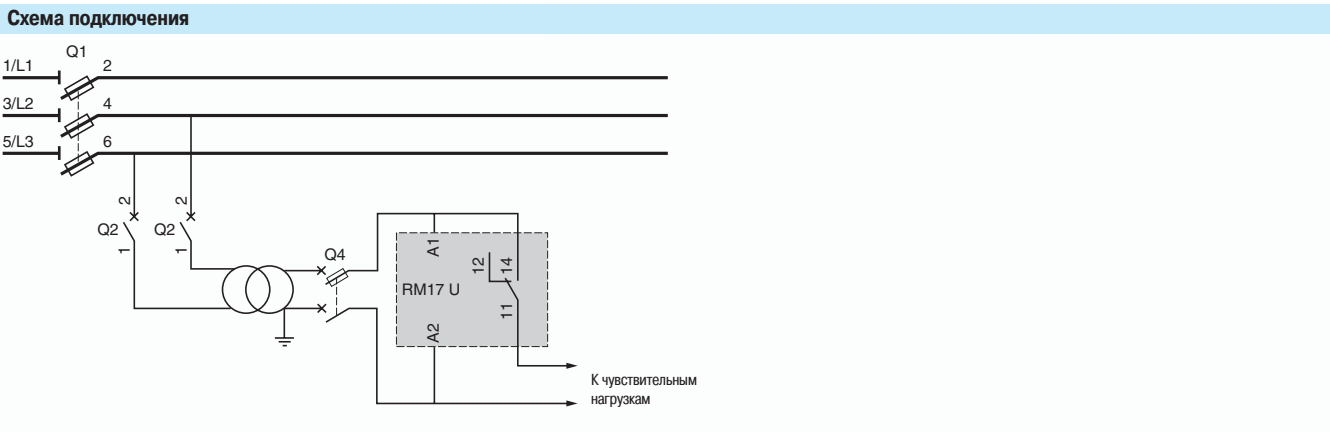 Схема подключения
Q1
1/L1 2
3/L2 4
5/L3 6
2 2
Q2 Q2
1 1
Q4
A1
12 14
RM17 U
11
A2
К чувствительным
нагрузкам